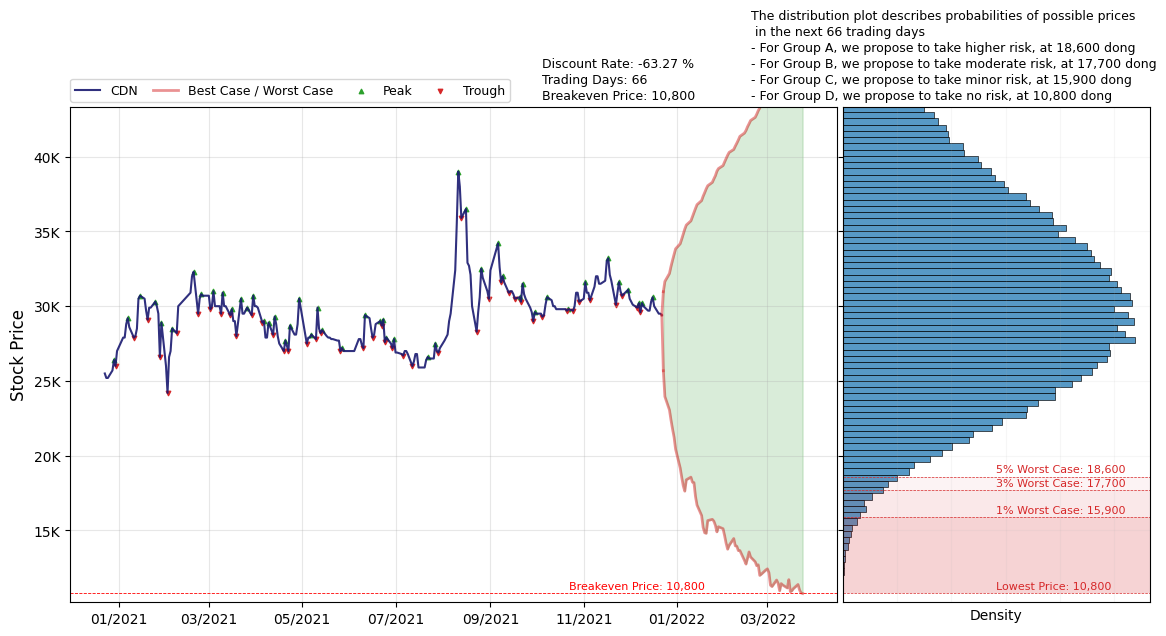 The distribution plot describes probabilities of possible prices
in the next 66 trading days
- For Group A, we propose to take higher risk, at 18,600 dong
- For Group B, we propose to take moderate risk, at 17,700 dong
- For Group C, we propose to take minor risk, at 15,900 dong
- For Group D, we propose to take no risk, at 10,800 dong
Discount Rate: -63.27 %
Trading Days: 66
Breakeven Price: 10,800
CDN Best Case / Worst Case Peak Trough
Stock Price
40K
35K
30K
25K
20K
15K
Breakeven Price: 10,800
01/2021 03/2021 05/2021 07/2021 09/2021 11/2021 01/2022 03/2022
5% Worst Case: 18,600
3% Worst Case: 17,700
1% Worst Case: 15,900
Lowest Price: 10,800
Density